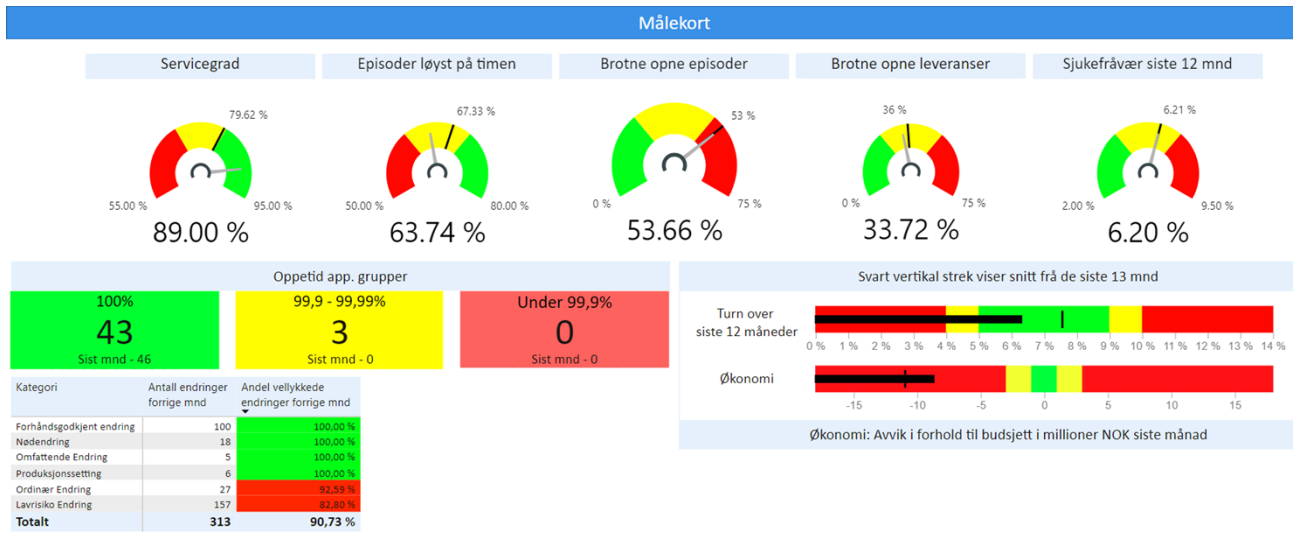 Målekort
Servicegrad
Episoder løyst på timen
Brotne opne episoder
Brotne opne leveranser
Sjukefråvær siste 12 mnd
79.62 %
55.00 %
95.00 %
89.00 %
67.33 %
50.00 %
80.00 %
63.74 %
53 %
0 %
75 %
53.66 %
36 %
0 %
75 %
33.72 %
6.21 %
2.00 %
9.50 %
6.20 %
Oppetid app. grupper
100%
43
Sist mnd - 46
99,9 - 99,99%
3
Sist mnd - 0
Under 99,9%
0
Sist mnd - 0
Svart vertikal strek viser snitt frå de siste 13 mnd
Turn over
siste 12 måneder
0 % 1 % 2 % 3 % 4 % 5 % 6 % 7 % 8 % 9 % 10 % 11 % 12 % 13 % 14 %
Økonomi
-15 -10 -5 0 5 10 15
Økonomi: Avvik i forhold til budsjett i millioner NOK siste månad
Kategori Antall endringer Andel vellykkede
forrige mnd endringer forrige mnd
Forhåndsgodkjent endring 100 100,00 %
Nødendring 18 100,00 %
Omfattende Endring 5 100,00 %
Produksjonssetting 6 100,00 %
Ordinær Endring 27 92,59 %
Lavrisiko Endring 157 82,80 %
Totalt 313 90,73 %